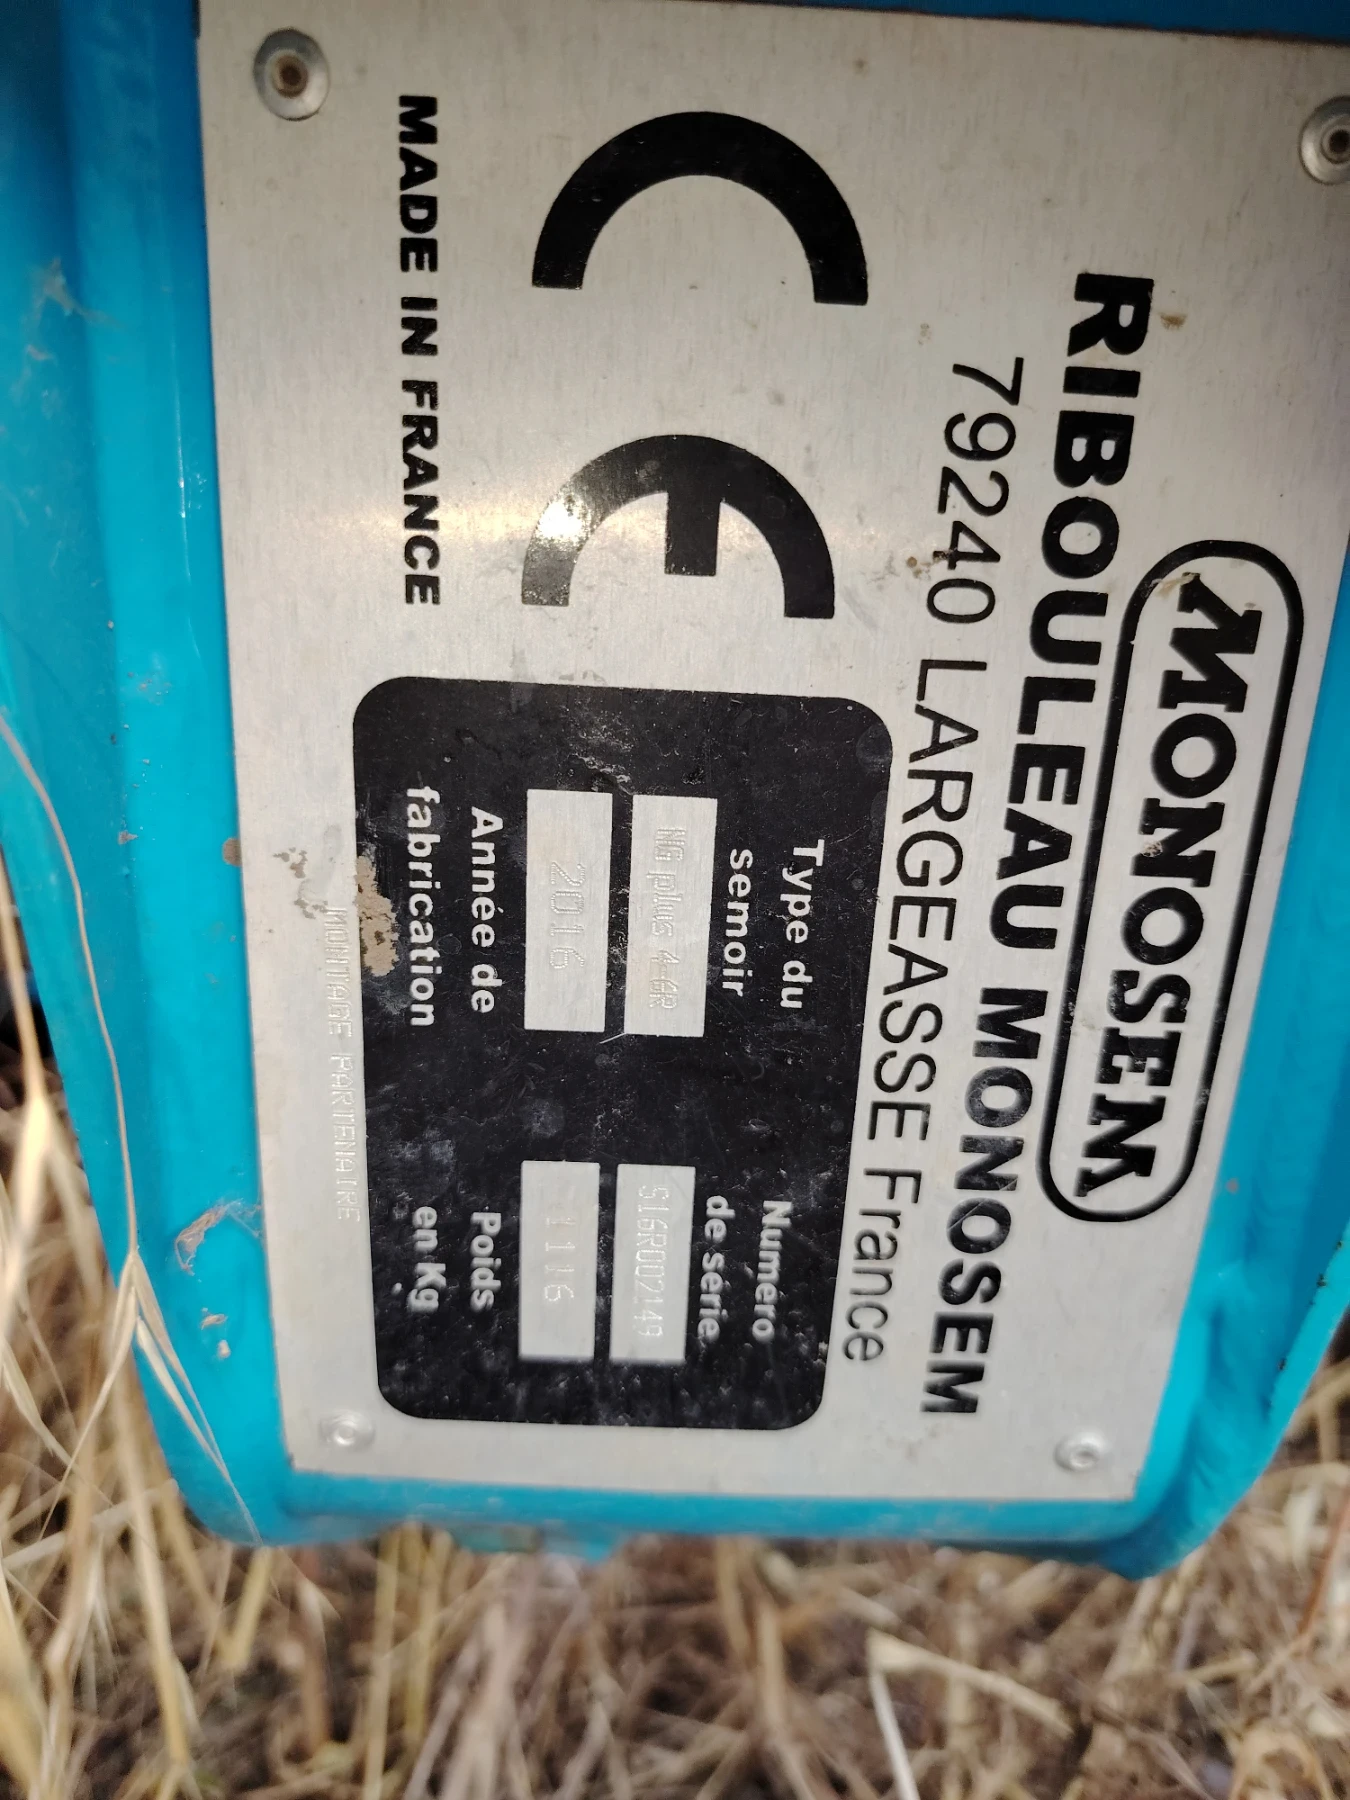 MONOSEM
RIBOULEAU MONOSEM
79240 LARGEASSE France
Type du
semoir
NG plus 4-GR
2016
Année de
fabrication
Numéro
de série
S16R002149
1116
Poids
en Kg
CE
MADE IN FRANCE
MONTAGE PARTENAIRE